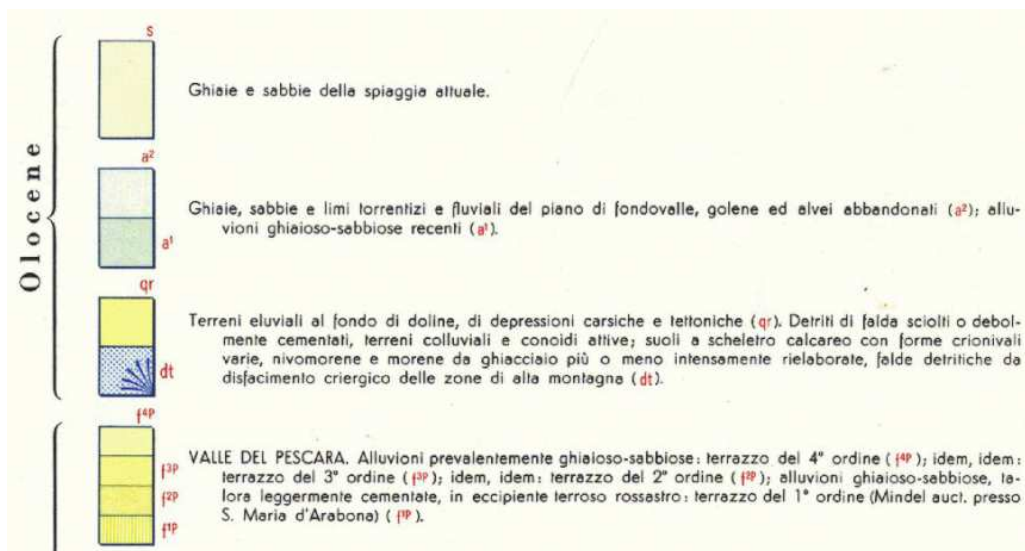 s
Ghiaie e sabbie della spiaggia attuale.
Olocene
a²
Ghiaie, sabbie e limi torrentizi e fluviali del piano di fondovalle, golene ed alvei abbandonati (a²); allu-
vioni ghiaioso-sabbiose recenti (a¹).
a¹
qr
Terreni eluviali al fondo di doline, di depressioni carsiche e tettoniche (qr). Detriti di falda sciolti o debol-
mente cementati, terreni colluviali e conoidi attive; suoli a scheletro calcareo con forme crionivali
varie, nivomorene e morene da ghiacciaio più o meno intensamente rielaborate, falde detritiche da
disfacimento criergico delle zone di alta montagna (dt).
dt
f⁴ᵖ
VALLE DEL PESCARA. Alluvioni prevalentemente ghiaioso-sabbiose: terrazzo del 4° ordine (f⁴ᵖ); idem, idem:
terrazzo del 3° ordine (f³ᵖ); idem, idem: terrazzo del 2° ordine (f²ᵖ); alluvioni ghiaioso-sabbiose, ta-
lora leggermente cementate, in eccipiente terroso rossastro: terrazzo del 1° ordine (Mindel auct. presso
S. Maria d'Arabona) (f¹ᵖ).
f³ᵖ
f²ᵖ
f¹ᵖ